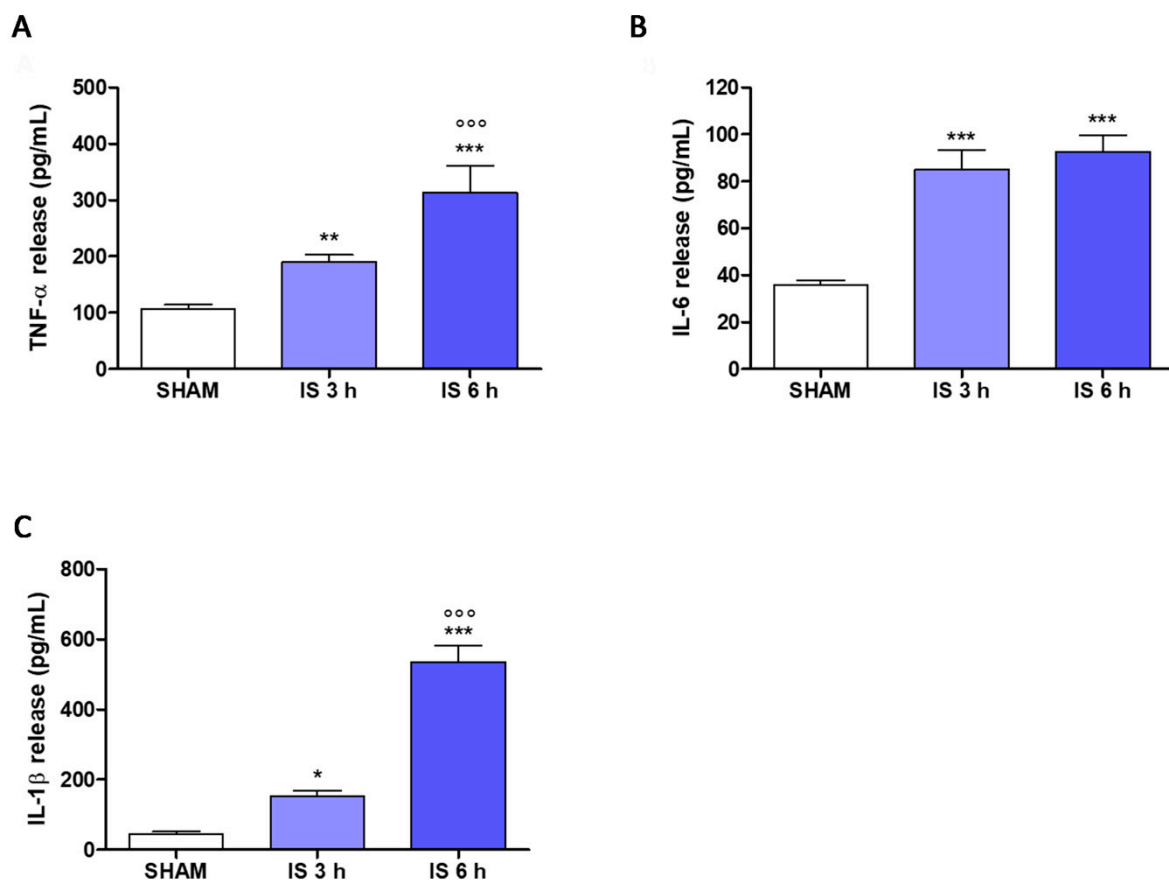 A
B
A
B
TNF-α release (pg/mL)
500
400
300
200
100
0
**
°°°
***
SHAM IS 3 h IS 6 h
IL-6 release (pg/mL)
120
100
80
60
40
20
0
***
***
SHAM IS 3 h IS 6 h
C
IL-1β release (pg/mL)
800
600
400
200
0
*
°°°
***
SHAM IS 3 h IS 6 h